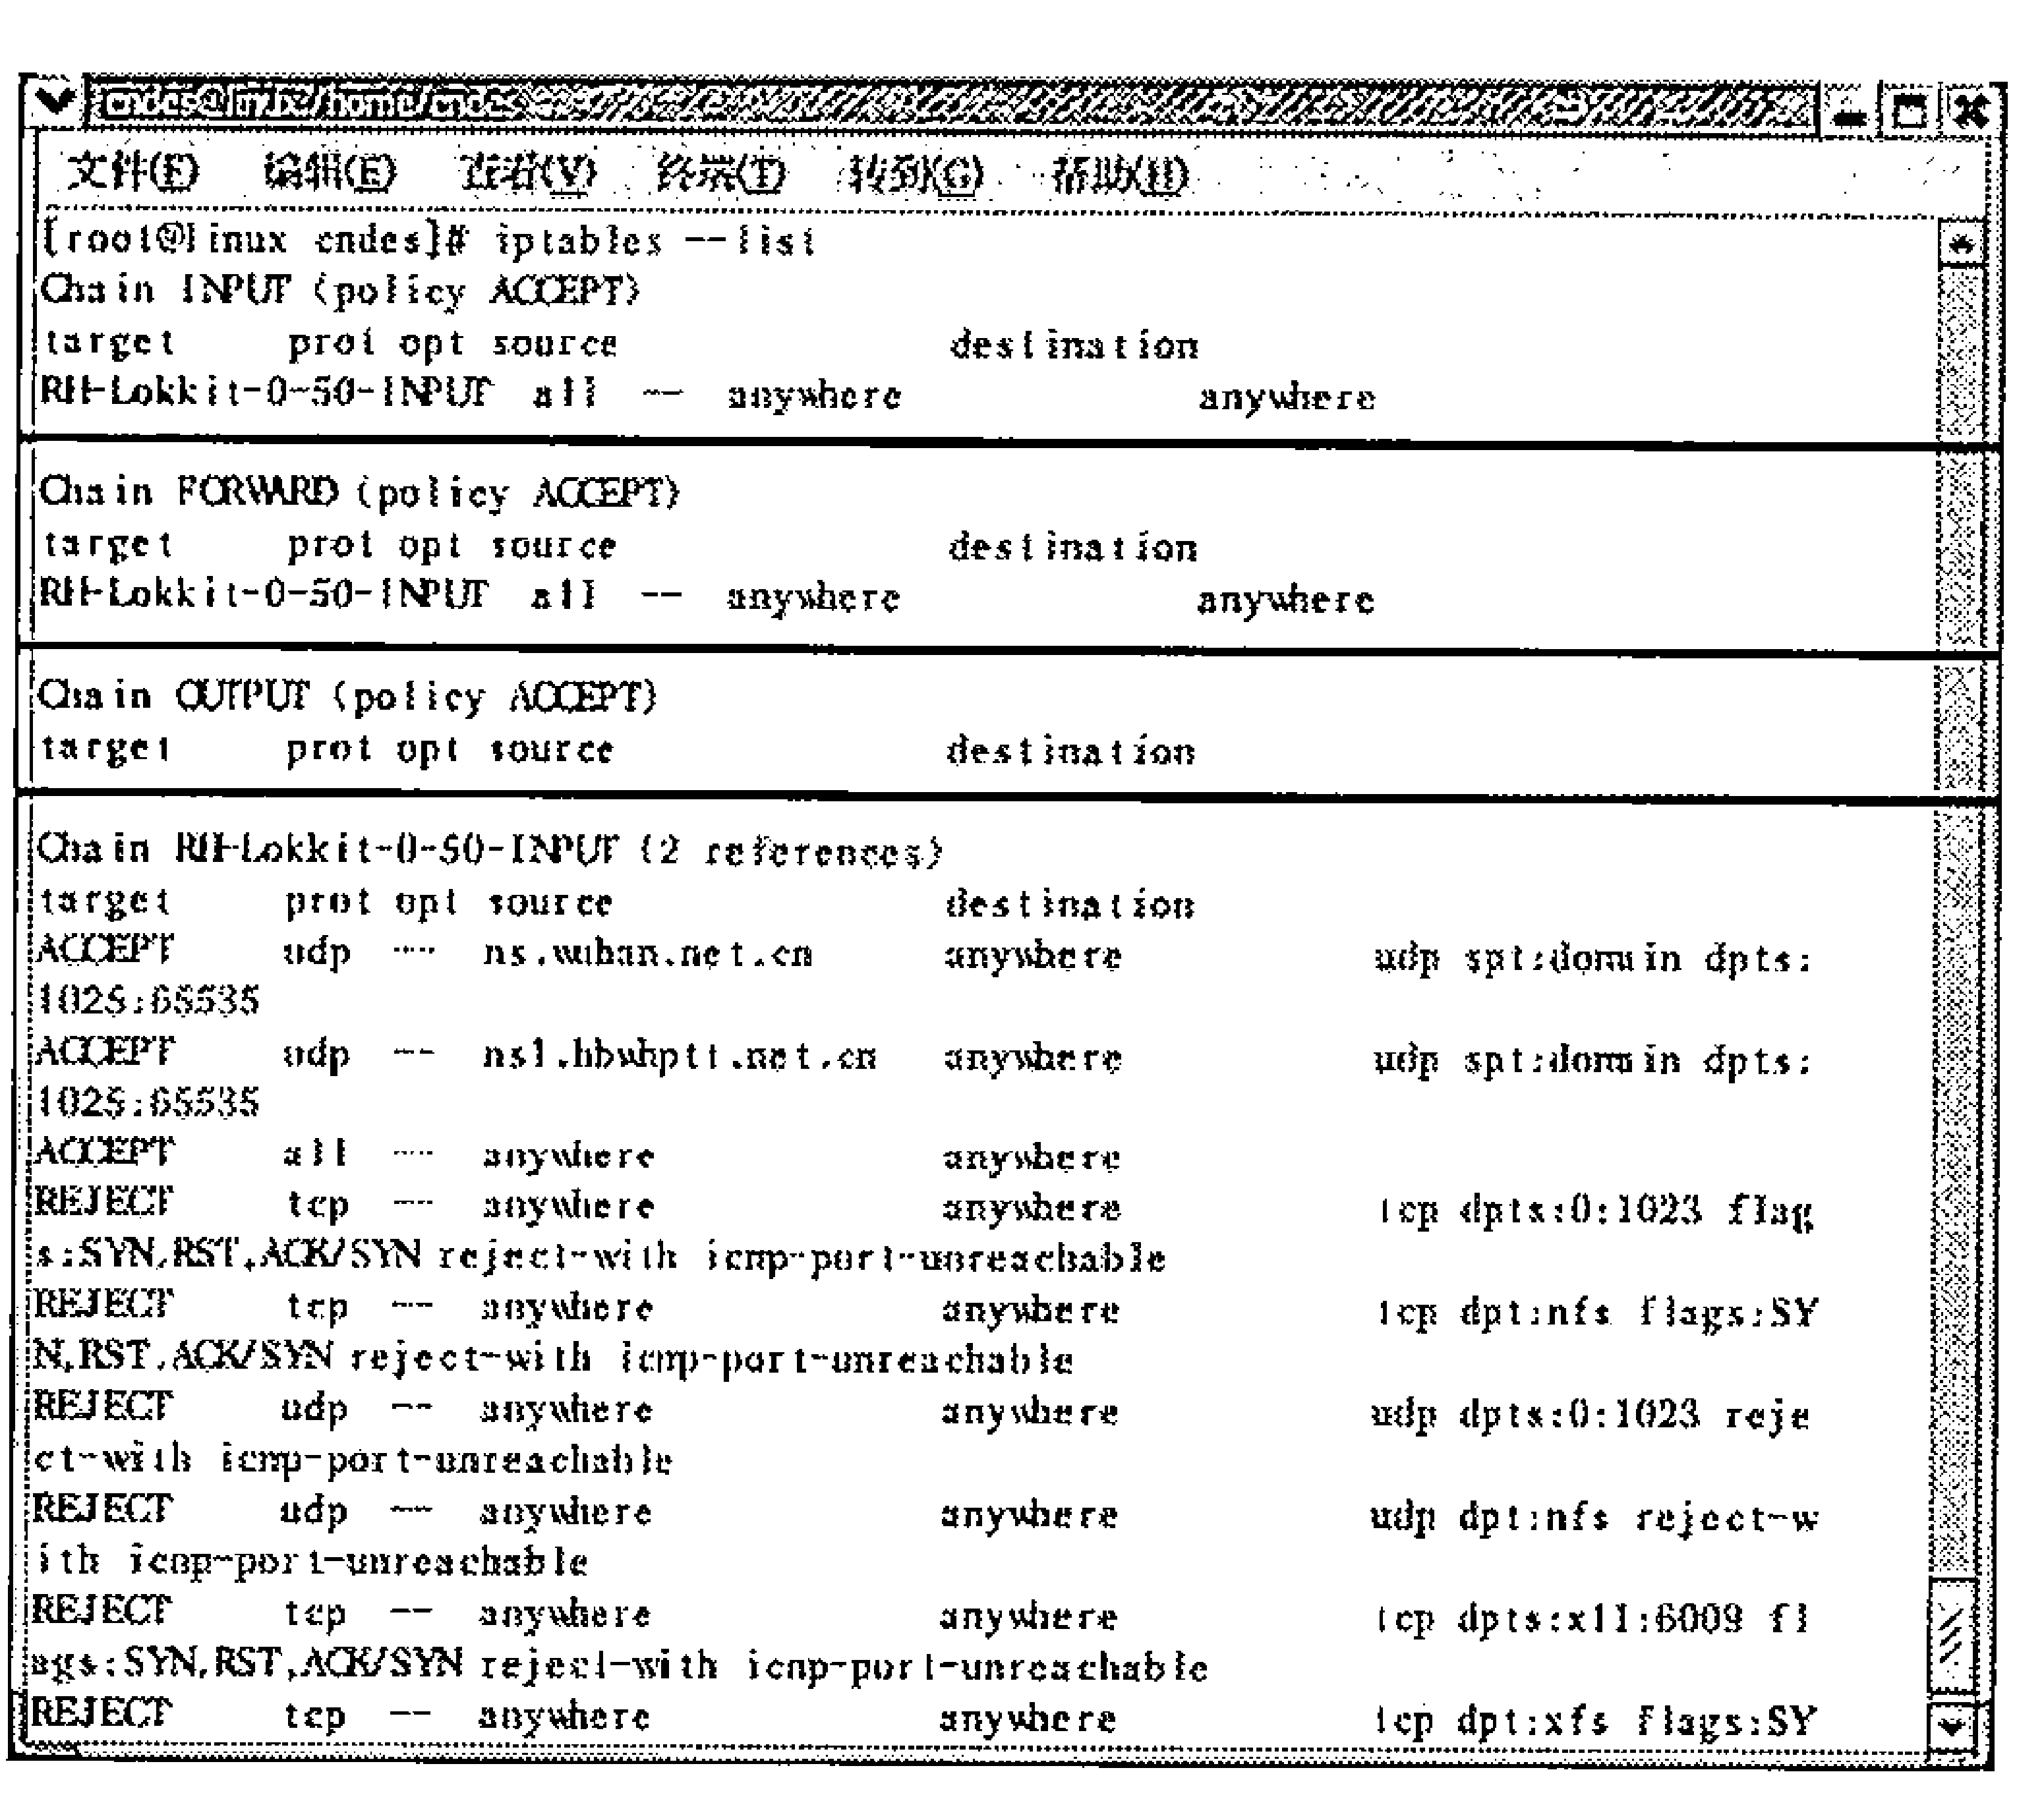 文件(F) 编辑(E) 查看(V) 终端(T) 转到(G) 帮助(H)
[root@linux cndes]# iptables --list
Chain INPUT (policy ACCEPT)
target prot opt source destination
RH-Lokkit-0-50-INPUT all -- anywhere anywhere
Chain FORWARD (policy ACCEPT)
target prot opt source destination
RH-Lokkit-0-50-INPUT all -- anywhere anywhere
Chain OUTPUT (policy ACCEPT)
target prot opt source destination
Chain RH-Lokkit-0-50-INPUT (2 references)
target prot opt source destination
ACCEPT udp -- ns.wuhan.net.cn anywhere udp spt:domain dpts:
1025:65535
ACCEPT udp -- ns1.hbwhptt.net.cn anywhere udp spt:domain dpts:
1025:65535
ACCEPT all -- anywhere anywhere
REJECT tcp -- anywhere anywhere tcp dpts:0:1023 flag
s:SYN,RST,ACK/SYN reject-with icmp-port-unreachable
REJECT tcp -- anywhere anywhere tcp dpt:nfs flags:SY
N,RST,ACK/SYN reject-with icmp-port-unreachable
REJECT udp -- anywhere anywhere udp dpts:0:1023 reje
ct-with icmp-port-unreachable
REJECT udp -- anywhere anywhere udp dpt:nfs reject-w
ith icmp-port-unreachable
REJECT tcp -- anywhere anywhere tcp dpts:x11:6009 fl
ags:SYN,RST,ACK/SYN reject-with icmp-port-unreachable
REJECT tcp -- anywhere anywhere tcp dpt:xfs flags:SY